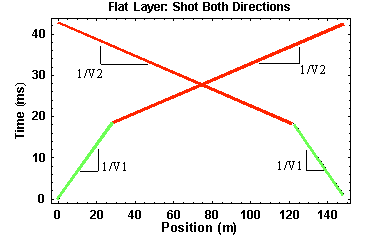 Flat Layer: Shot Both Directions
40
1/V2
1/V2
30
Time (ms)
20
10
1/V1
1/V1
0
0 20 40 60 80 100 120 140
Position (m)